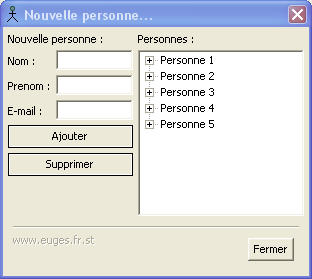 Nouvelle personne...
Nouvelle personne :
Nom :
Prenom :
E-mail :
Ajouter
Supprimer
Personnes :
Personne 1
Personne 2
Personne 3
Personne 4
Personne 5
www.euges.fr.st
Fermer